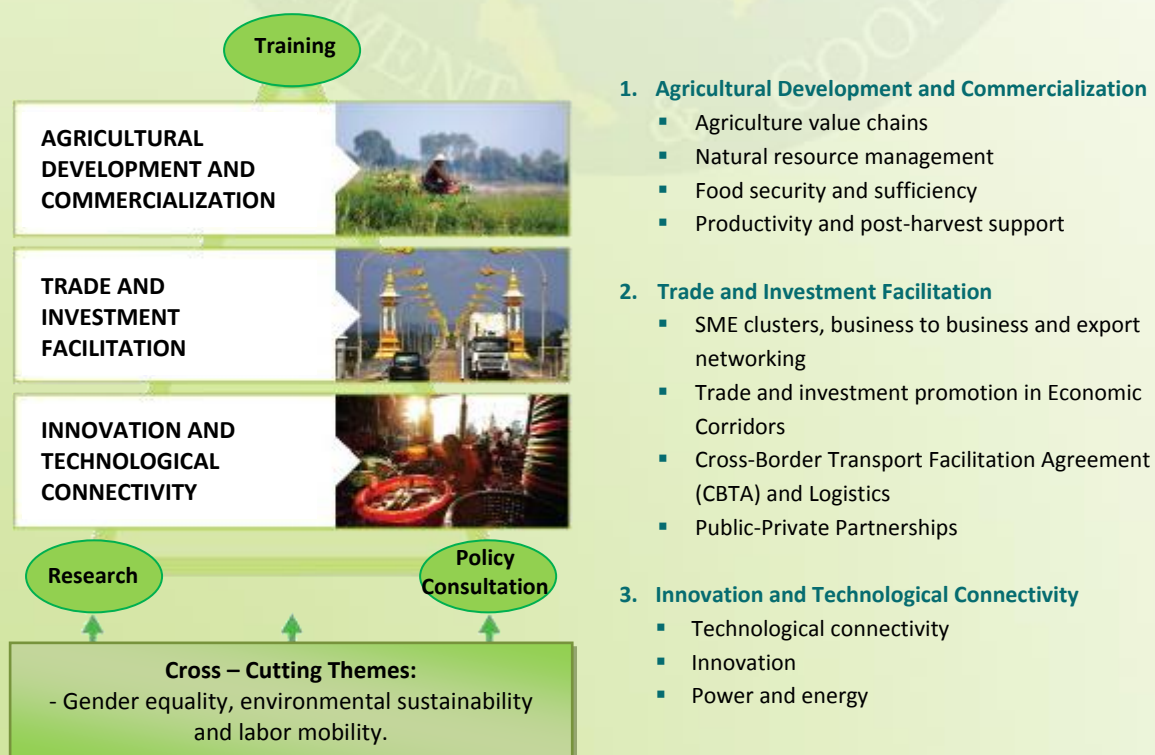 Training
AGRICULTURAL
DEVELOPMENT AND
COMMERCIALIZATION
TRADE AND
INVESTMENT
FACILITATION
INNOVATION AND
TECHNOLOGICAL
CONNECTIVITY
Research
Policy
Consultation
Cross – Cutting Themes:
- Gender equality, environmental sustainability
and labor mobility.
1. Agricultural Development and Commercialization
▪ Agriculture value chains
▪ Natural resource management
▪ Food security and sufficiency
▪ Productivity and post-harvest support
2. Trade and Investment Facilitation
▪ SME clusters, business to business and export
networking
▪ Trade and investment promotion in Economic
Corridors
▪ Cross-Border Transport Facilitation Agreement
(CBTA) and Logistics
▪ Public-Private Partnerships
3. Innovation and Technological Connectivity
▪ Technological connectivity
▪ Innovation
▪ Power and energy